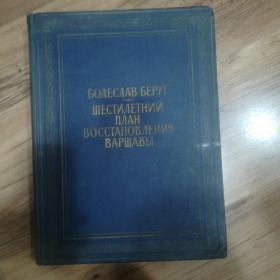 БОЛЕСЛАВ БЕРУТ
ШЕСТИЛЕТНИЙ
ПЛАН
ВОССТАНОВЛЕНИЯ
ВАРШАВЫ